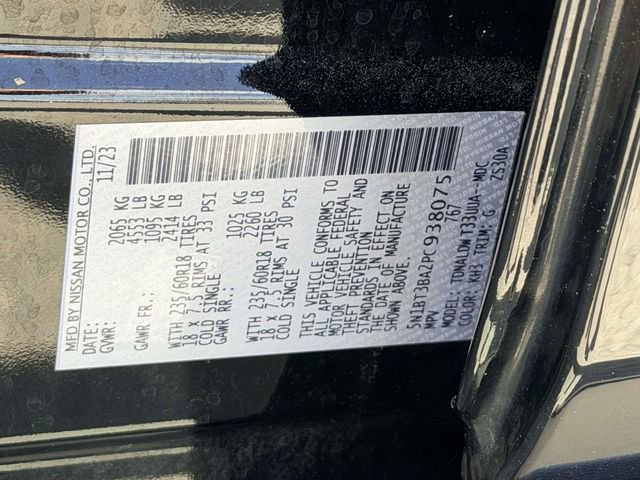 MFD BY NISSAN MOTOR CO., LTD.
DATE: 11/23
GVWR: 2065 KG
4553 LB
GAWR FR.: 1095 KG
2414 LB
WITH 235/60R18 TIRES
18 x 7.5 RIMS AT 33 PSI
COLD SINGLE
GAWR RR.: 1025 KG
2260 LB
WITH 235/60R18 TIRES
18 x 7.5 RIMS AT 30 PSI
COLD SINGLE
THIS VEHICLE CONFORMS TO
ALL APPLICABLE FEDERAL
MOTOR VEHICLE SAFETY AND
THEFT PREVENTION
STANDARDS IN EFFECT ON
THE DATE OF MANUFACTURE
SHOWN ABOVE.
5N1BT3BA2PC938075
MPV 767
MODEL: TDNALDWT33UUA--MDC
COLOR: KH3 TRIM: G ZS30A